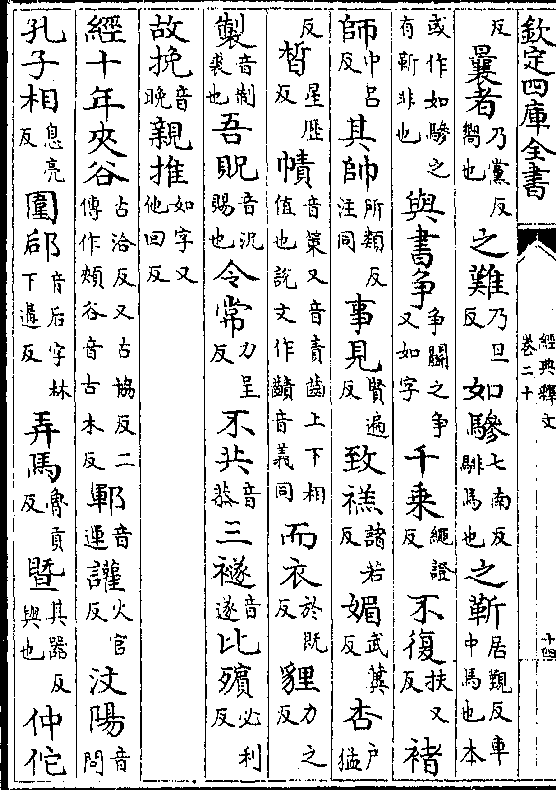 欽定四庫全書
經典釋文
卷二十
十四
反曩者乃黨反嚮也之難乃旦反如驂七南反騑馬也之靳居覲反車中馬也本
或作如驂之有靳非也與書爭爭鬭之爭又如字千乗繩證反不復扶又反褚
師中呂反其帥所類反注同事見賢遍反致禚諸若反媚武冀反杏戶猛
反晳星歷反幘音策又音責齒上下相值也説文作䶦音義同而衣於既反貍力之反
製音制裘也吾貺音況賜也令常力呈反不共音恭三襚音遂比殯必利反
故挽音晚親推如字又他回反
經十年夾谷古洽反又古協反二傳作頰谷音古木反鄆音運讙火官反汶陽音問
孔子相息亮反圍郈音后字林下遘反弄馬魯貢反暨其器反與也仲佗